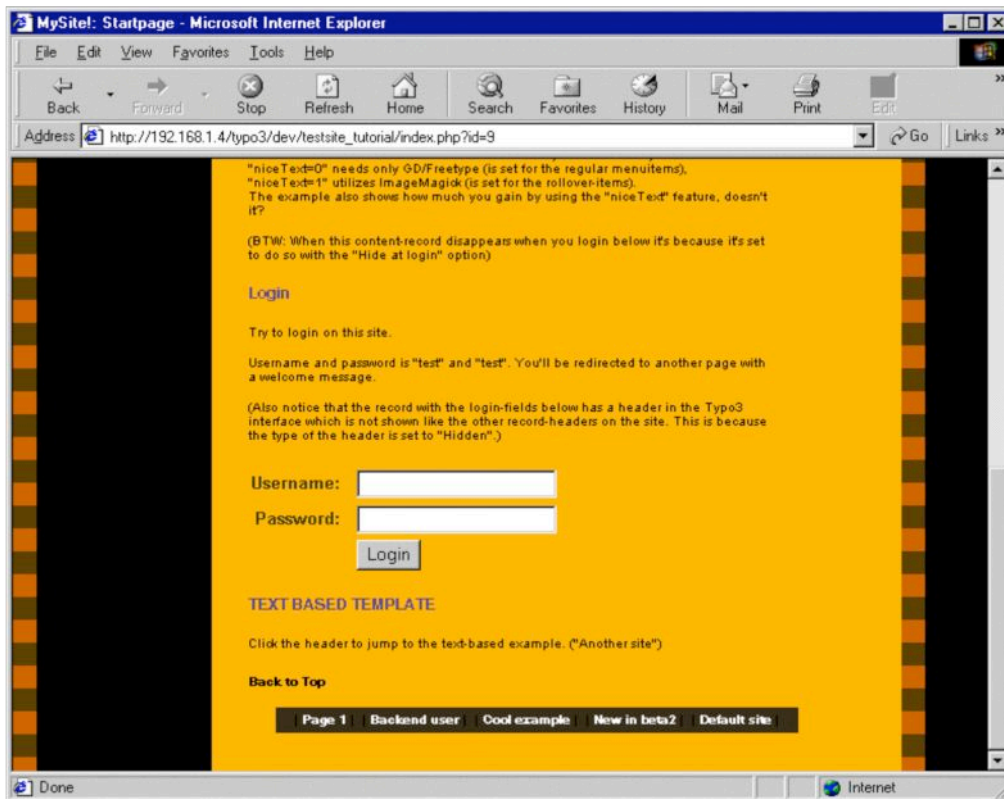 MySite!: Startpage - Microsoft Internet Explorer
File Edit View Favorites Tools Help
Back Forward Stop Refresh Home Search Favorites History Mail Print Edit
Address http://192.168.1.4/typo3/dev/testsite_tutorial/index.php?id=9 Go Links »
"niceText=0" needs only GD/Freetype (is set for the regular menuitems),
"niceText=1" utilizes ImageMagick (is set for the rollover-items).
The example also shows how much you gain by using the "niceText" feature, doesn't
it?
(BTW: When this content-record disappears when you login below it's because it's set
to do so with the "Hide at login" option)
Login
Try to login on this site.
Username and password is "test" and "test". You'll be redirected to another page with
a welcome message.
(Also notice that the record with the login-fields below has a header in the Typo3
interface which is not shown like the other record-headers on the site. This is because
the type of the header is set to "Hidden".)
Username:
Password:
Login
TEXT BASED TEMPLATE
Click the header to jump to the text-based example. ("Another site")
Back to Top
| Page 1 | Backend user | Cool example | New in beta2 | Default site |
Done Internet